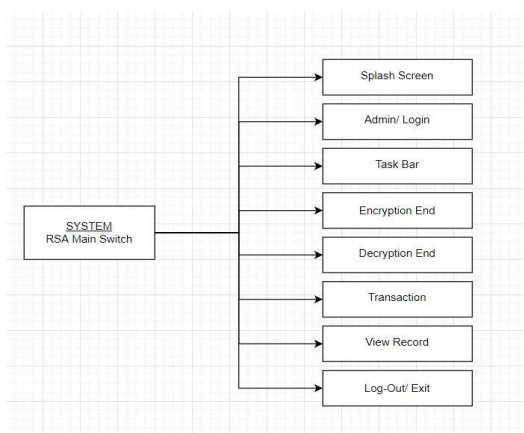 Splash Screen
Admin/ Login
Task Bar
SYSTEM
RSA Main Switch
Encryption End
Decryption End
Transaction
View Record
Log-Out/ Exit